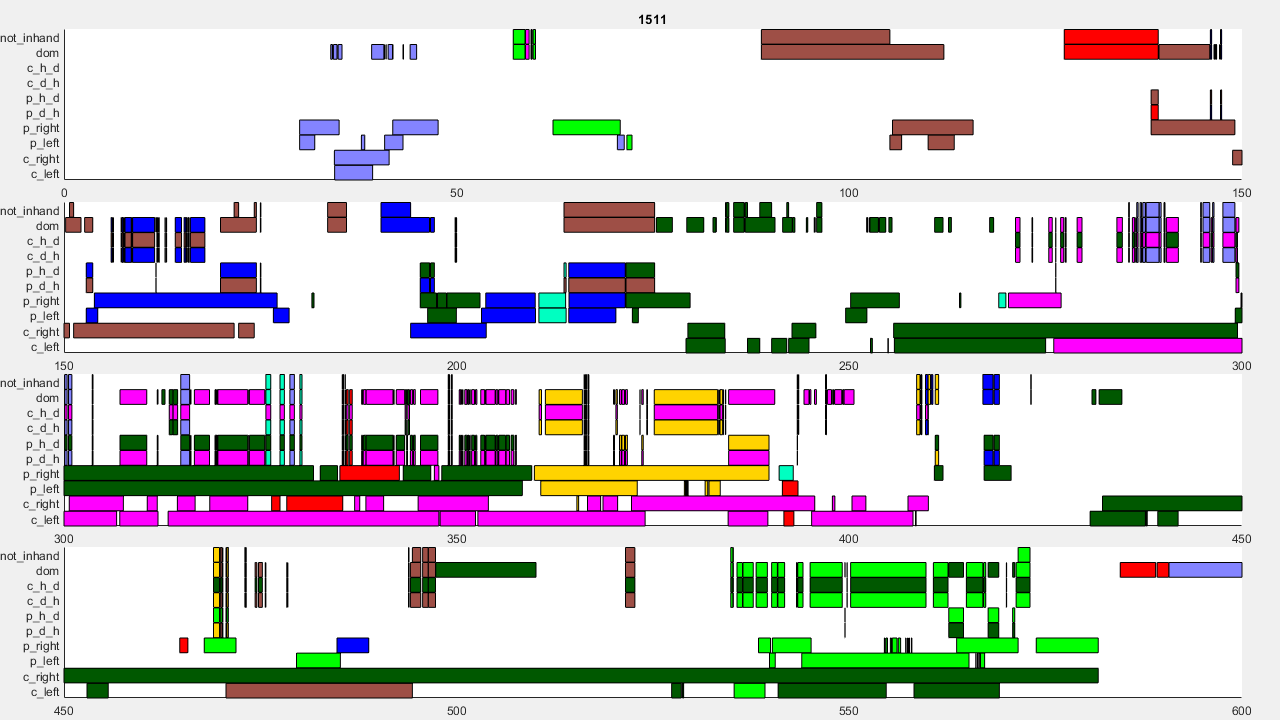 1511
not_inhand
dom
c_h_d
c_d_h
p_h_d
p_d_h
p_right
p_left
c_right
c_left
0 50 100 150
not_inhand
dom
c_h_d
c_d_h
p_h_d
p_d_h
p_right
p_left
c_right
c_left
150 200 250 300
not_inhand
dom
c_h_d
c_d_h
p_h_d
p_d_h
p_right
p_left
c_right
c_left
300 350 400 450
not_inhand
dom
c_h_d
c_d_h
p_h_d
p_d_h
p_right
p_left
c_right
c_left
450 500 550 600